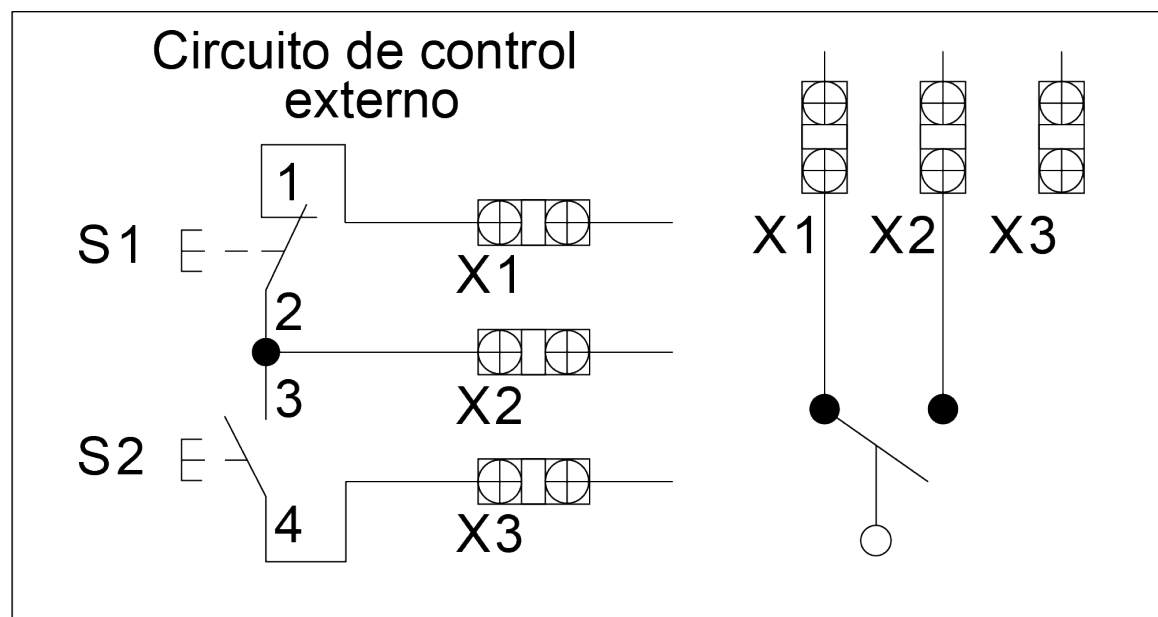 Circuito de control
externo
1
S1
X1
2
X2
3
S2
X3
4
X1 X2 X3